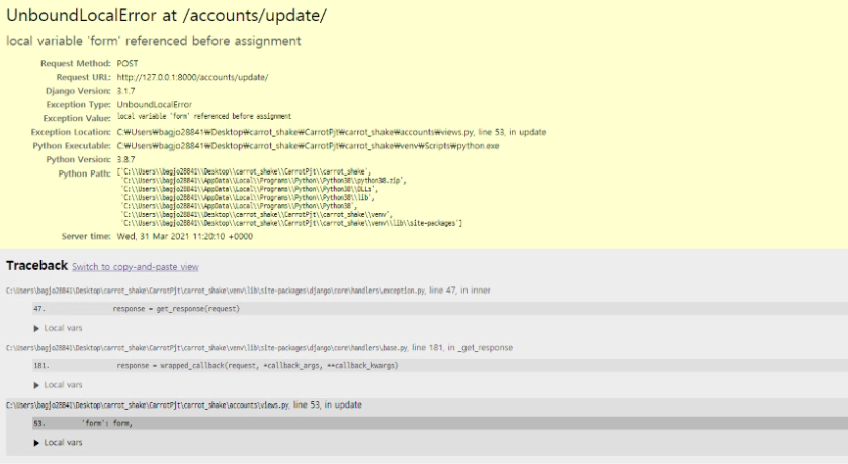 UnboundLocalError at /accounts/update/
local variable 'form' referenced before assignment
Request Method: POST
Request URL: http://127.0.0.1:8000/accounts/update/
Django Version: 3.1.7
Exception Type: UnboundLocalError
Exception Value: local variable 'form' referenced before assignment
Exception Location: C:₩Users₩bagjo28841₩Desktop₩carrot_shake₩CarrotPjt₩carrot_shake₩accounts₩views.py, line 53, in update
Python Executable: C:₩Users₩bagjo28841₩Desktop₩carrot_shake₩CarrotPjt₩carrot_shake₩venv₩Scripts₩python.exe
Python Version: 3.8.7
Python Path: ['C:\\Users\\bagjo28841\\Desktop\\carrot_shake\\CarrotPjt\\carrot_shake',
'C:\\Users\\bagjo28841\\AppData\\Local\\Programs\\Python\\Python38\\python38.zip',
'C:\\Users\\bagjo28841\\AppData\\Local\\Programs\\Python\\Python38\\DLLs',
'C:\\Users\\bagjo28841\\AppData\\Local\\Programs\\Python\\Python38\\lib',
'C:\\Users\\bagjo28841\\AppData\\Local\\Programs\\Python\\Python38',
'C:\\Users\\bagjo28841\\Desktop\\carrot_shake\\CarrotPjt\\carrot_shake\\venv',
'C:\\Users\\bagjo28841\\Desktop\\carrot_shake\\CarrotPjt\\carrot_shake\\venv\\lib\\site-packages']
Server time: Wed, 31 Mar 2021 11:20:10 +0000
Traceback Switch to copy-and-paste view
C:\Users\bagjo28841\Desktop\carrot_shake\CarrotPjt\carrot_shake\venv\lib\site-packages\django\core\handlers\exception.py, line 47, in inner
47. response = get_response(request)
▶ Local vars
C:\Users\bagjo28841\Desktop\carrot_shake\CarrotPjt\carrot_shake\venv\lib\site-packages\django\core\handlers\base.py, line 181, in _get_response
181. response = wrapped_callback(request, *callback_args, **callback_kwargs)
▶ Local vars
C:\Users\bagjo28841\Desktop\carrot_shake\CarrotPjt\carrot_shake\accounts\views.py, line 53, in update
53. 'form': form,
▶ Local vars